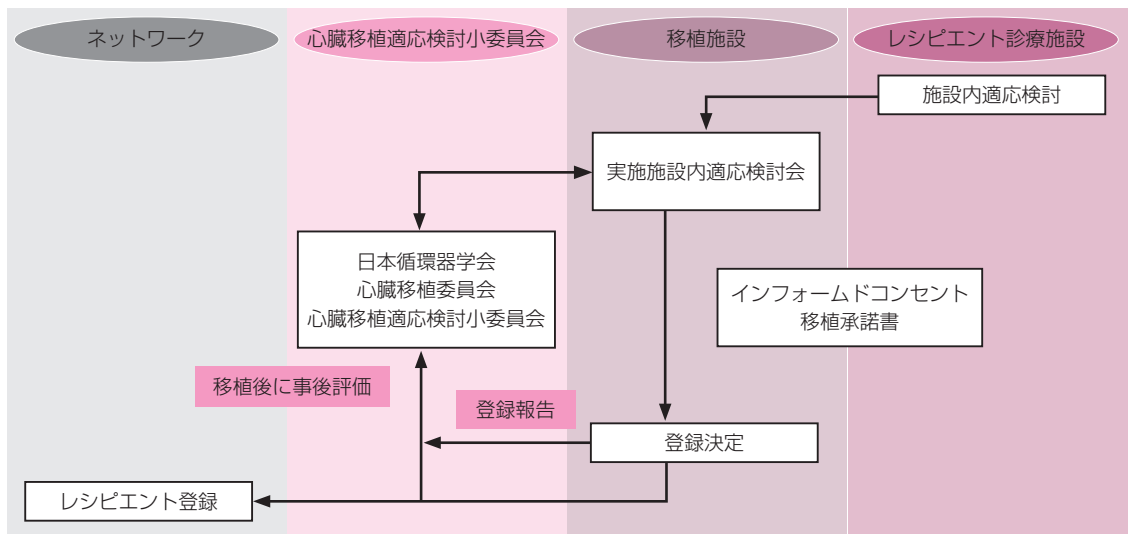 ネットワーク
心臓移植適応検討小委員会
移植施設
レシピエント診療施設
施設内適応検討
実施施設内適応検討会
日本循環器学会
心臓移植委員会
心臓移植適応検討小委員会
インフォームドコンセント
移植承諾書
移植後に事後評価
登録報告
登録決定
レシピエント登録